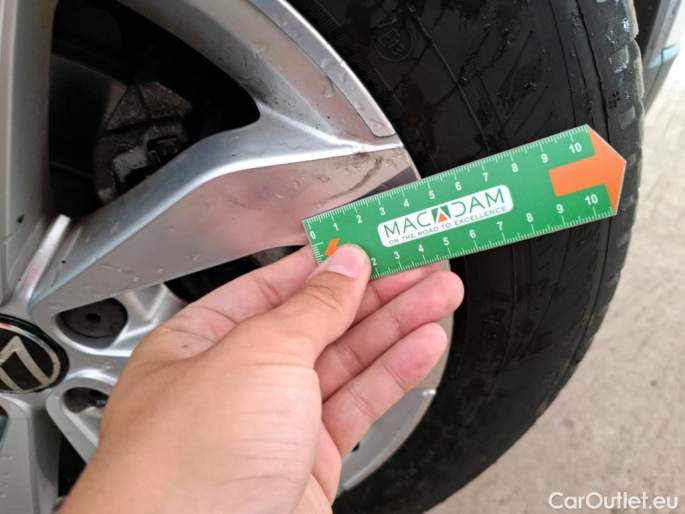 0 1 2 3 4 5 6 7 8 9 10
MACADAM
ON THE ROAD TO EXCELLENCE
2 3 4 5 6 7 8 9 10
CarOutlet.eu